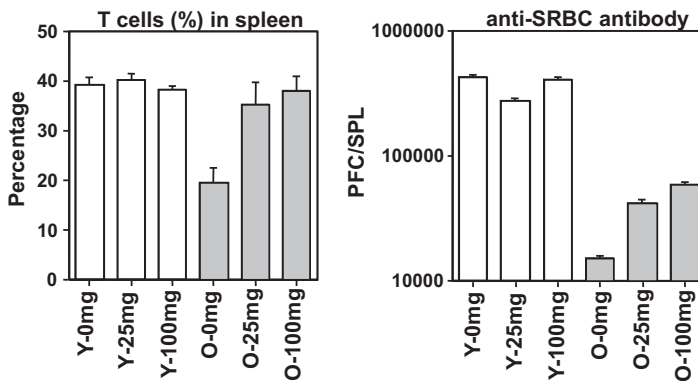 T cells (%) in spleen
Percentage
50
40
30
20
10
0
Y-0mg
Y-25mg
Y-100mg
O-0mg
O-25mg
O-100mg
anti-SRBC antibody
PFC/SPL
1000000
100000
10000
Y-0mg
Y-25mg
Y-100mg
O-0mg
O-25mg
O-100mg